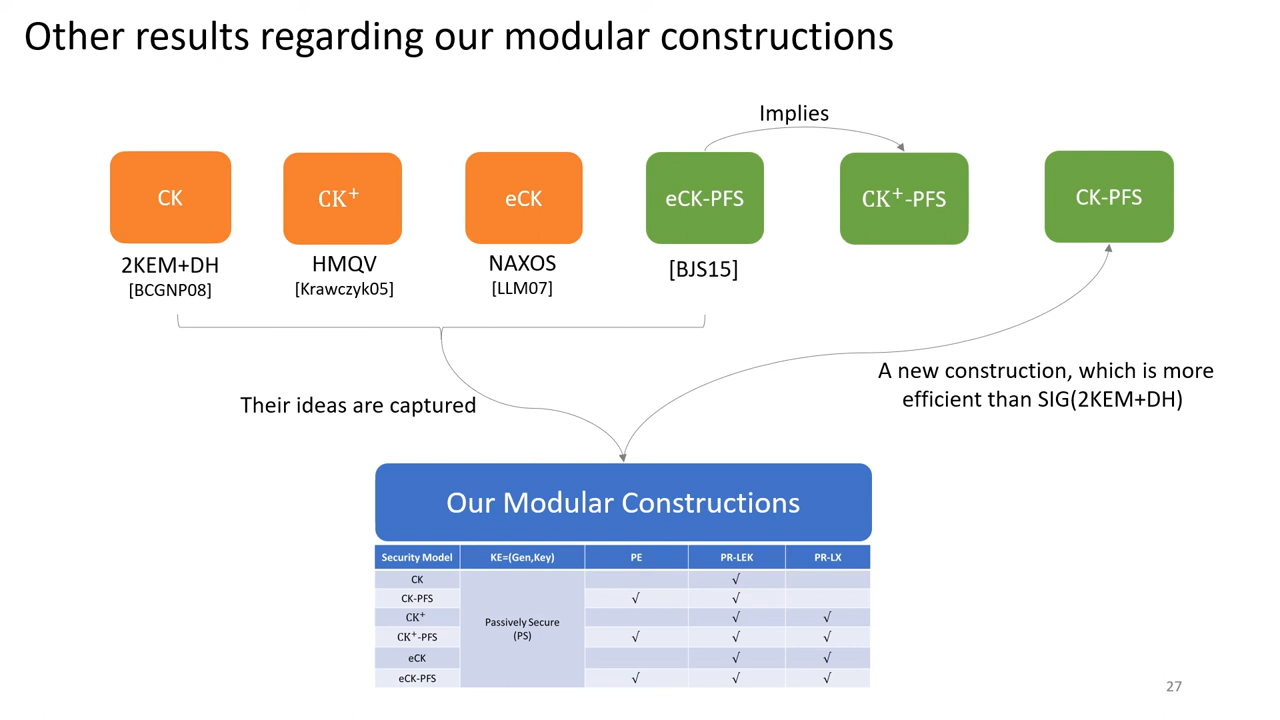 Other results regarding our modular constructions
Implies
CK
CK⁺
eCK
eCK-PFS
CK⁺-PFS
CK-PFS
2KEM+DH
[BCGNP08]
HMQV
[Krawczyk05]
NAXOS
[LLM07]
[BJS15]
Their ideas are captured
A new construction, which is more
efficient than SIG(2KEM+DH)
Our Modular Constructions
Security Model KE=(Gen,Key) PE PR-LEK PR-LX
CK √
CK-PFS √ √
CK⁺ √ √
Passively Secure
(PS)
CK⁺-PFS √ √ √
eCK √ √
eCK-PFS √ √ √
27